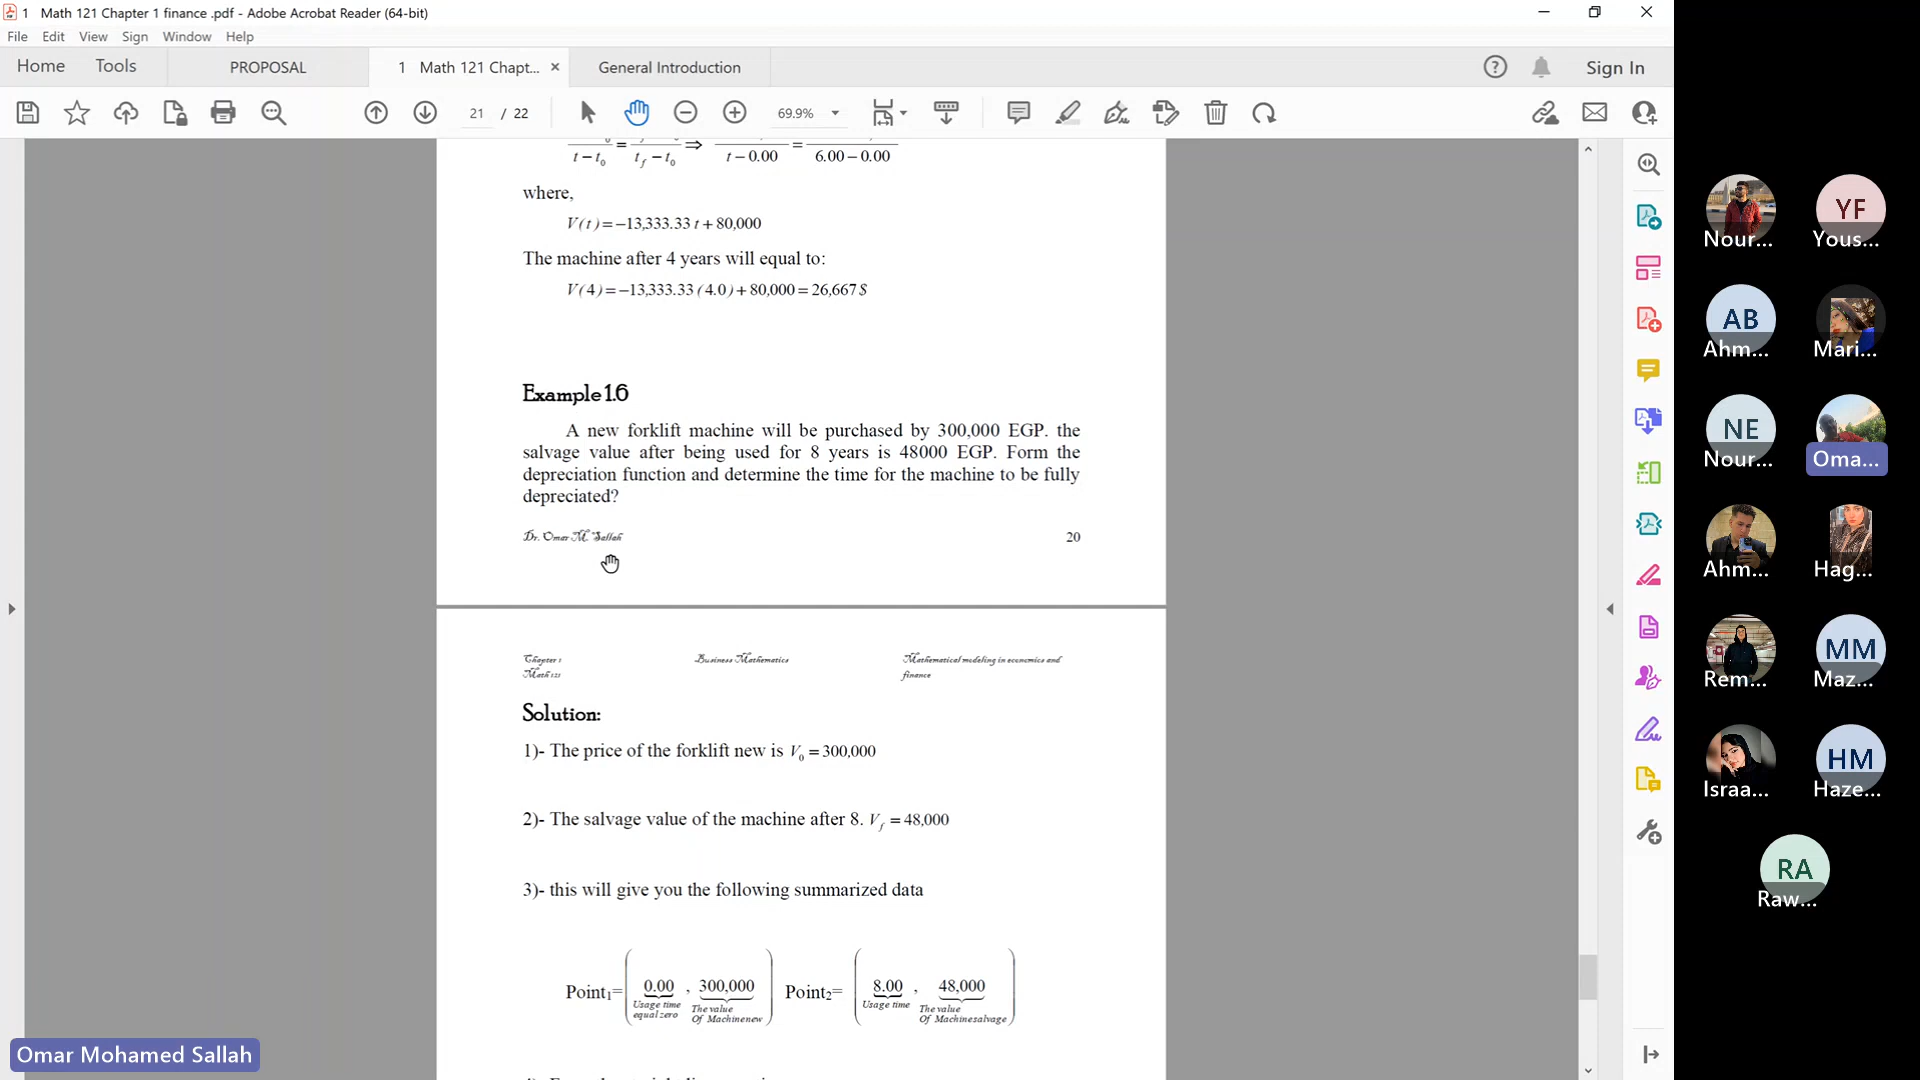 1 Math 121 Chapter 1 finance .pdf - Adobe Acrobat Reader (64-bit)
File Edit View Sign Window Help
Home Tools PROPOSAL 1 Math 121 Chapt... × General Introduction Sign In
21 / 22 69.9%
t − t0 = tf − t0 ⇒ t − 0.00 = 6.00 − 0.00
where,
V(t) = −13,333.33 t + 80,000
The machine after 4 years will equal to:
V(4) = −13,333.33 (4.0) + 80,000 = 26,667 $
Example 1.6
A new forklift machine will be purchased by 300,000 EGP. the
salvage value after being used for 8 years is 48000 EGP. Form the
depreciation function and determine the time for the machine to be fully
depreciated?
Dr. Omar M. Sallah 20
Chapter 1 Business Mathematics Mathematical modeling in economics and
Math 121 finance
Solution:
1)- The price of the forklift new is V0 = 300,000
2)- The salvage value of the machine after 8. Vf = 48,000
3)- this will give you the following summarized data
Point1= ( 0.00 , 300,000 ) Point2= ( 8.00 , 48,000 )
Usage time The value Usage time The value
equal zero Of Machinenew Of Machinesalvage
Omar Mohamed Sallah
Nour... YF Yous...
AB Ahm... Mari...
NE Nour... Oma...
Ahm... Hag...
Rem... MM Maz...
Israa... HM Haze...
RA Raw...